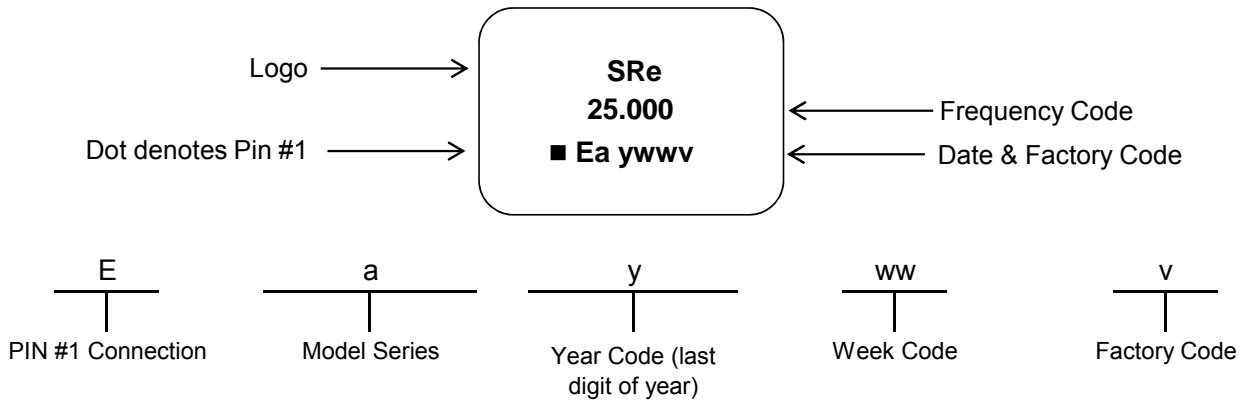 Logo
SRe
25.000
Frequency Code
Dot denotes Pin #1
■ Ea ywwv
Date & Factory Code
E
a
y
ww
v
PIN #1 Connection
Model Series
Year Code (last
digit of year)
Week Code
Factory Code